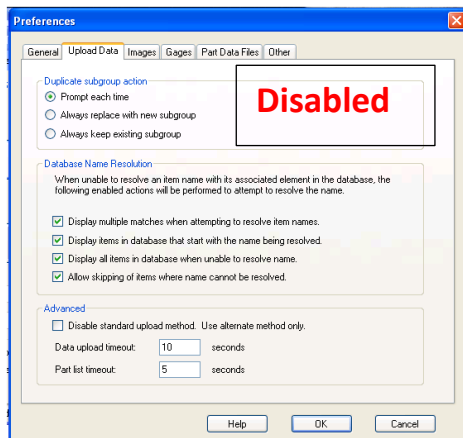 Preferences
General Upload Data Images Gages Part Data Files Other
Duplicate subgroup action
Prompt each time
Always replace with new subgroup
Always keep existing subgroup
Disabled
Database Name Resolution
When unable to resolve an item name with its associated element in the database, the
following enabled actions will be performed to attempt to resolve the name.
Display multiple matches when attempting to resolve item names.
Display items in database that start with the name being resolved.
Display all items in database when unable to resolve name.
Allow skipping of items where name cannot be resolved.
Advanced
Disable standard upload method. Use alternate method only.
Data upload timeout: 10 seconds
Part list timeout: 5 seconds
Help OK Cancel